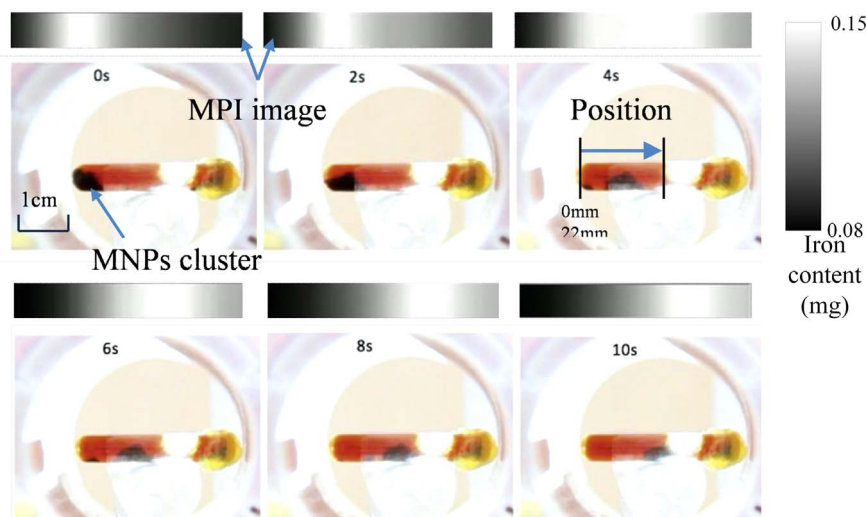 0s
2s
4s
0.15
MPI image
Position
1cm
0mm
22mm
0.08
MNPs cluster
Iron
content
(mg)
6s
8s
10s